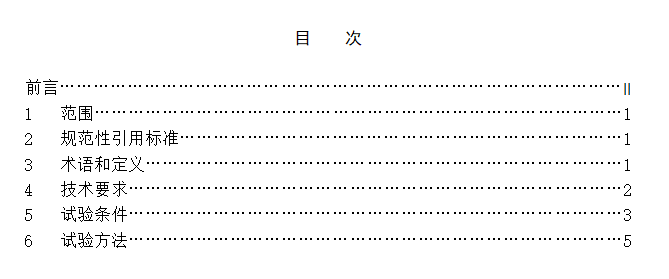 目　　次
前言……………………………………………………………………………………………II
1　范围………………………………………………………………………………………1
2　规范性引用标准…………………………………………………………………………1
3　术语和定义………………………………………………………………………………1
4　技术要求…………………………………………………………………………………2
5　试验条件…………………………………………………………………………………3
6　试验方法…………………………………………………………………………………5